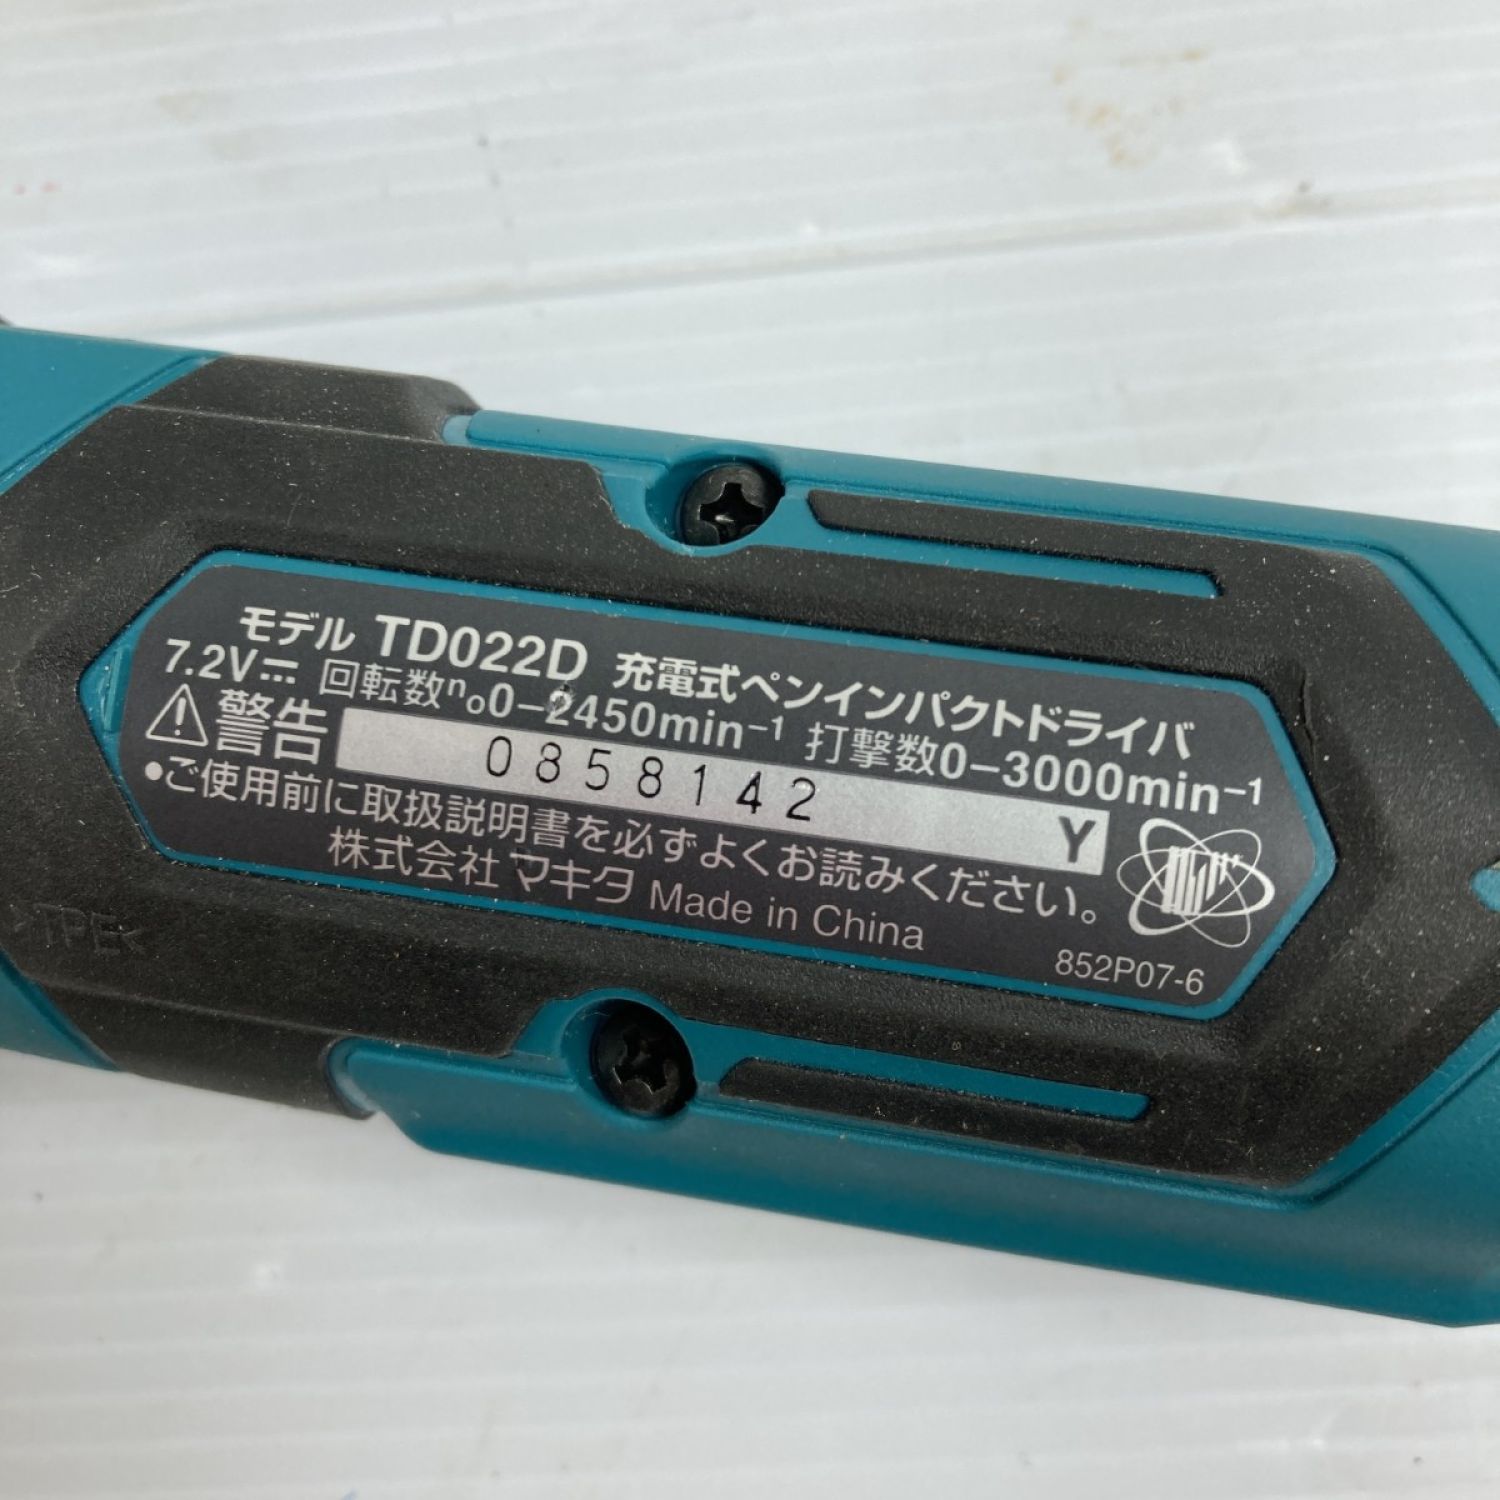 モデル TD022D 充電式ペンインパクトドライバ
7.2V⎓ 回転数n₀0-2450min⁻¹ 打撃数0-3000min⁻¹
⚠警告 0858142 Y
•ご使用前に取扱説明書を必ずよくお読みください。
株式会社 マキタ Made in China
852P07-6
>TPE<